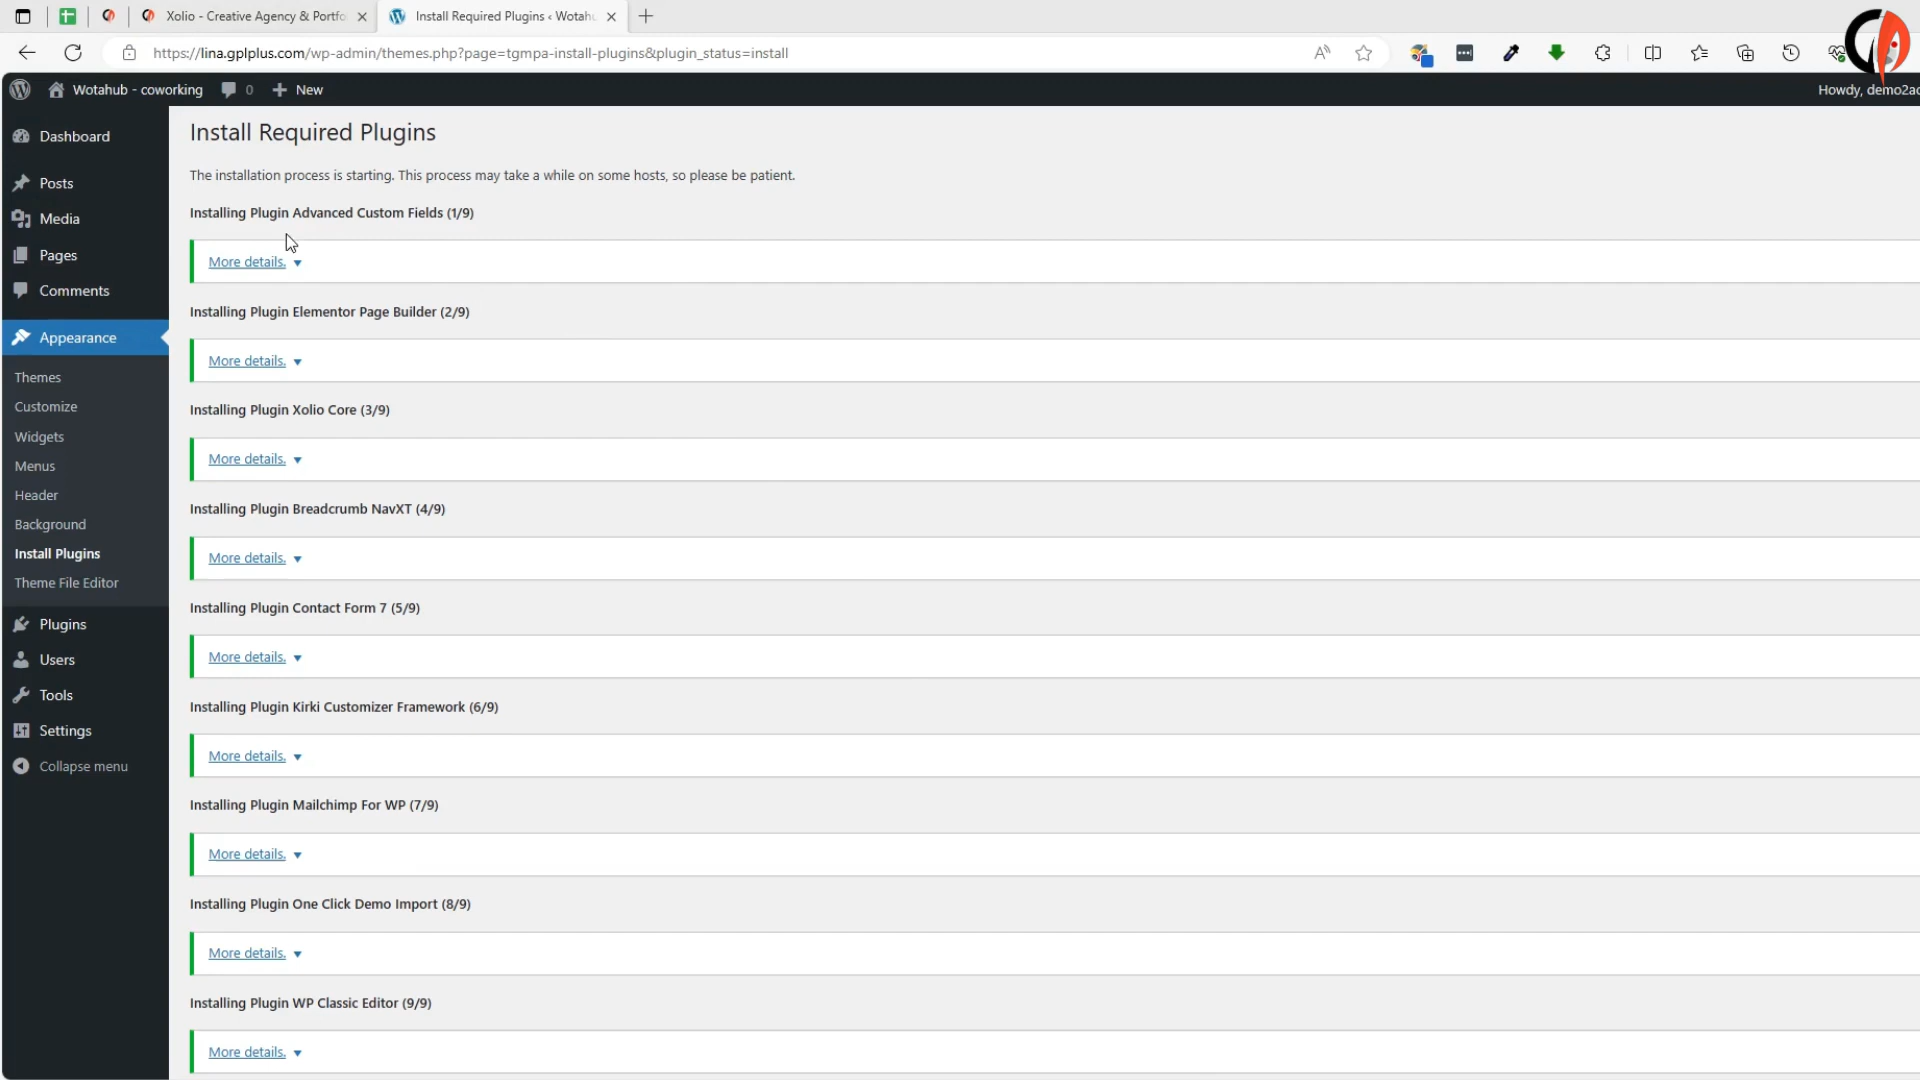 Xolio - Creative Agency & Portfo
Install Required Plugins ‹ Wotahu
https://lina.gplplus.com/wp-admin/themes.php?page=tgmpa-install-plugins&plugin_status=install
Wotahub - coworking
0
New
Howdy, demo2ad
Dashboard
Posts
Media
Pages
Comments
Appearance
Themes
Customize
Widgets
Menus
Header
Background
Install Plugins
Theme File Editor
Plugins
Users
Tools
Settings
Collapse menu
Install Required Plugins
The installation process is starting. This process may take a while on some hosts, so please be patient.
Installing Plugin Advanced Custom Fields (1/9)
More details.
Installing Plugin Elementor Page Builder (2/9)
More details.
Installing Plugin Xolio Core (3/9)
More details.
Installing Plugin Breadcrumb NavXT (4/9)
More details.
Installing Plugin Contact Form 7 (5/9)
More details.
Installing Plugin Kirki Customizer Framework (6/9)
More details.
Installing Plugin Mailchimp For WP (7/9)
More details.
Installing Plugin One Click Demo Import (8/9)
More details.
Installing Plugin WP Classic Editor (9/9)
More details.